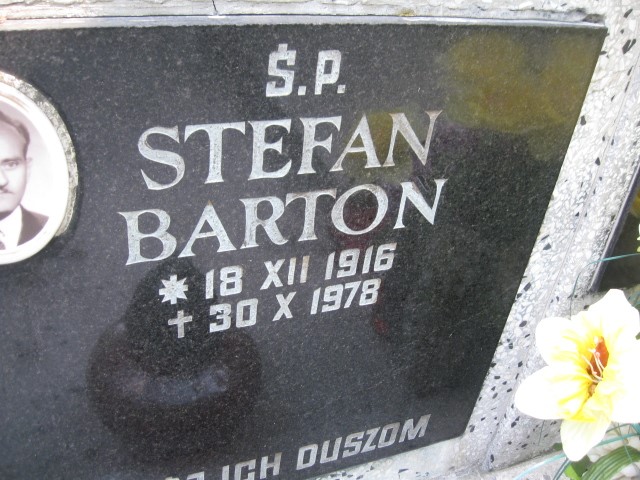 Ś.P.
STEFAN
BARTON
* 18 XII 1916
† 30 X 1978
ICH DUSZOM